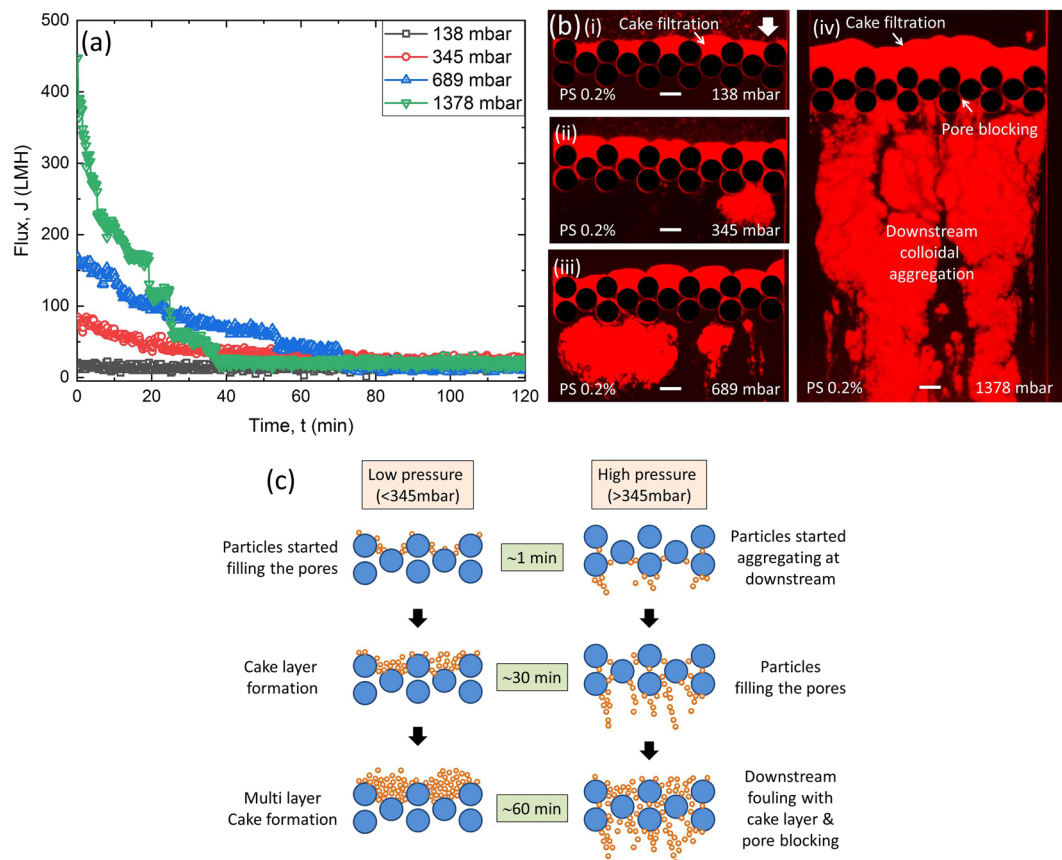 (a)
138 mbar
345 mbar
689 mbar
1378 mbar
500
400
300
200
100
0
Flux, J (LMH)
0
20
40
60
80
100
120
Time, t (min)
(b)
(i)
Cake filtration
PS 0.2%
138 mbar
(ii)
PS 0.2%
345 mbar
(iii)
PS 0.2%
689 mbar
(iv)
Cake filtration
Pore blocking
Downstream
colloidal
aggregation
PS 0.2%
1378 mbar
(c)
Low pressure
(<345mbar)
High pressure
(>345mbar)
Particles started
filling the pores
~1 min
Particles started
aggregating at
downstream
Cake layer
formation
~30 min
Particles
filling the pores
Multi layer
Cake formation
~60 min
Downstream
fouling with
cake layer &
pore blocking